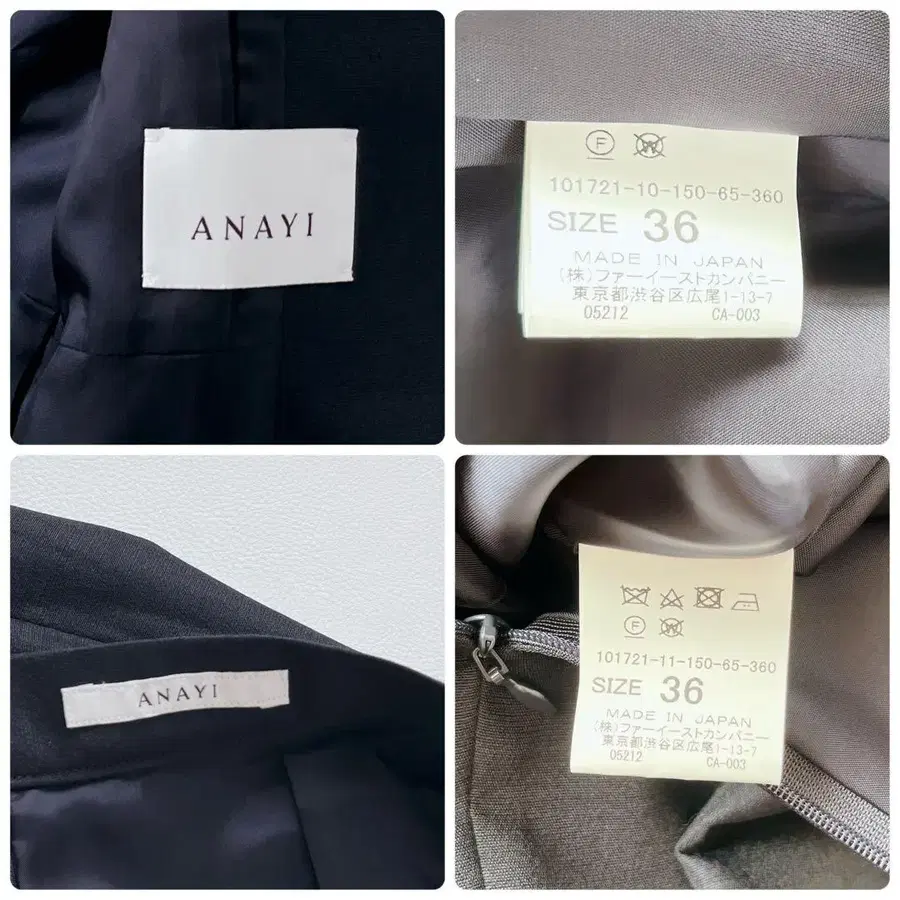 ANAYI
F W
101721-10-150-65-360
SIZE 36
MADE IN JAPAN
(株)ファーイーストカンパニー
東京都渋谷区広尾1-13-7
05212 CA-003
ANAYI
F W
101721-11-150-65-360
SIZE 36
MADE IN JAPAN
(株)ファーイーストカンパニー
東京都渋谷区広尾1-13-7
05212 CA-003